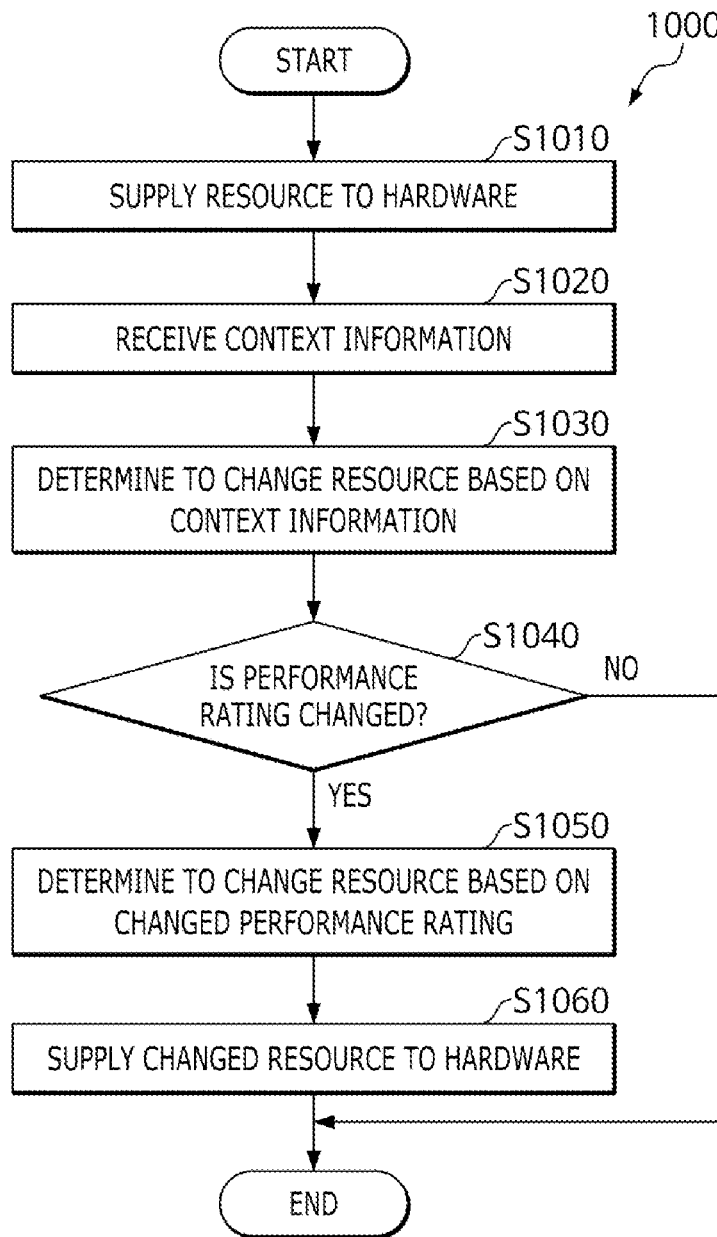 1000
START
S1010
SUPPLY RESOURCE TO HARDWARE
S1020
RECEIVE CONTEXT INFORMATION
S1030
DETERMINE TO CHANGE RESOURCE BASED ON
CONTEXT INFORMATION
S1040
IS PERFORMANCE
RATING CHANGED?
NO
YES
S1050
DETERMINE TO CHANGE RESOURCE BASED ON
CHANGED PERFORMANCE RATING
S1060
SUPPLY CHANGED RESOURCE TO HARDWARE
END